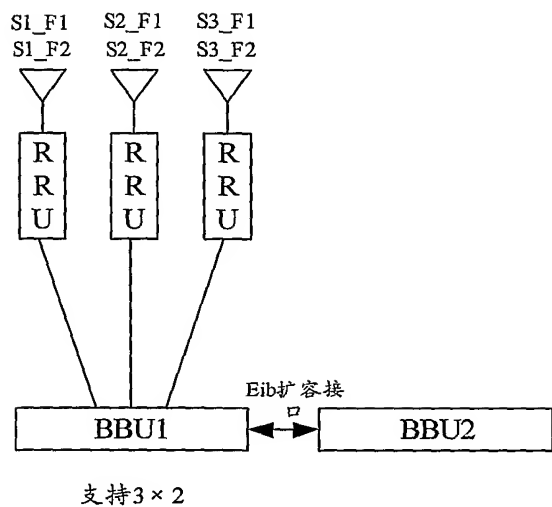 S1_F1 S2_F1 S3_F1
S1_F2 S2_F2 S3_F2
R R R
R R R
U U U
Eib扩容接
口
BBU1 BBU2
支持3×2